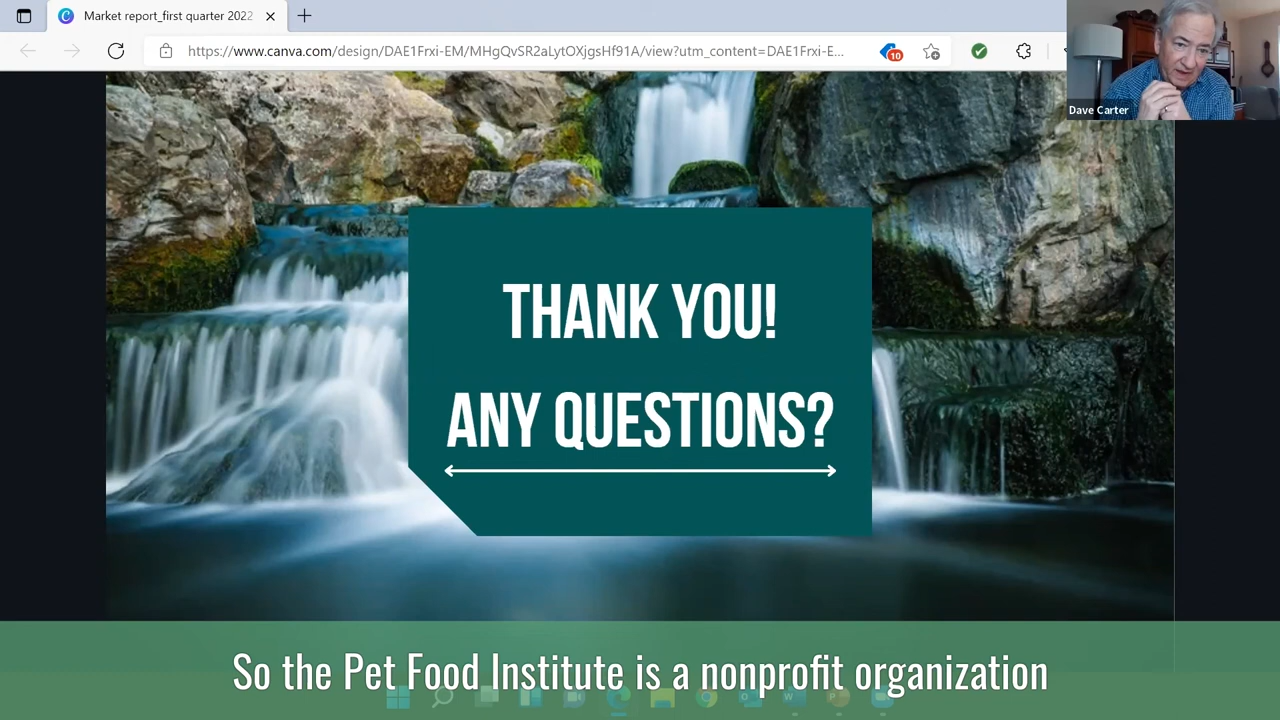 Market report_first quarter 2022
https://www.canva.com/design/DAE1Frxi-EM/MHgQvSR2aLytOXjgsHf91A/view?utm_content=DAE1Frxi-E...
10
Dave Carter
THANK YOU!
ANY QUESTIONS?
So the Pet Food Institute is a nonprofit organization